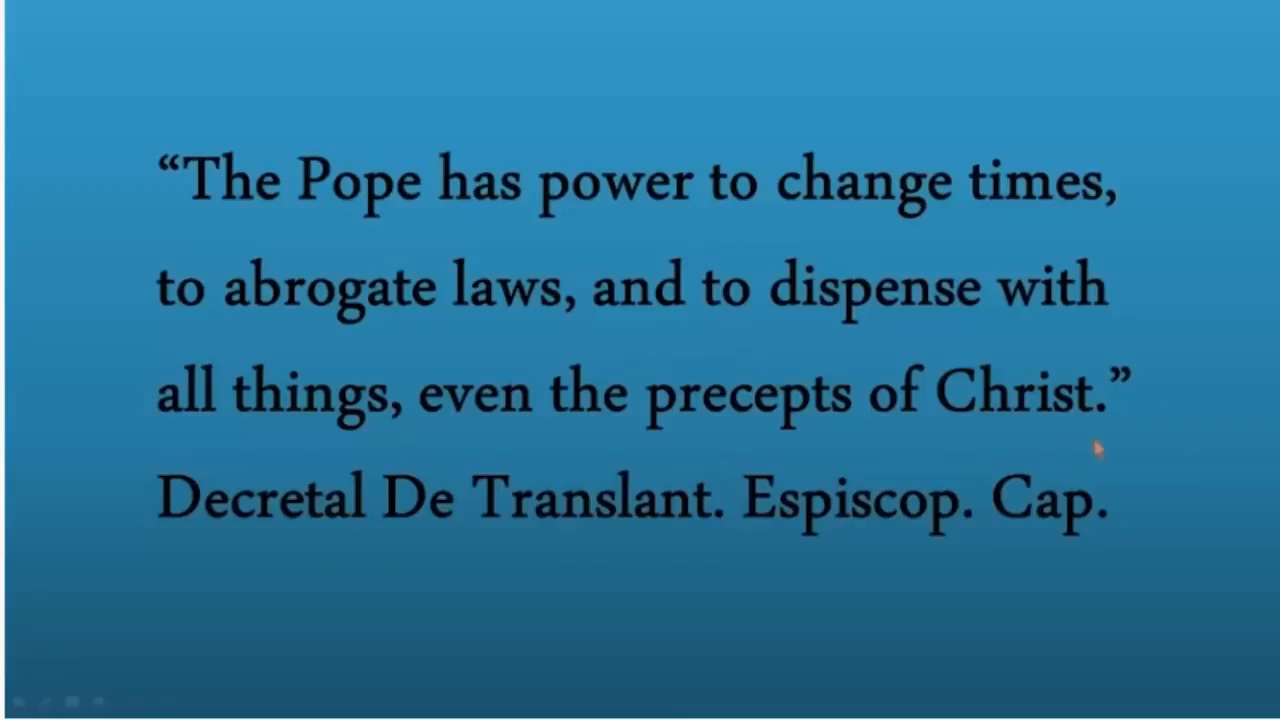 “The Pope has power to change times,
to abrogate laws, and to dispense with
all things, even the precepts of Christ.”
Decretal De Translant. Espiscop. Cap.